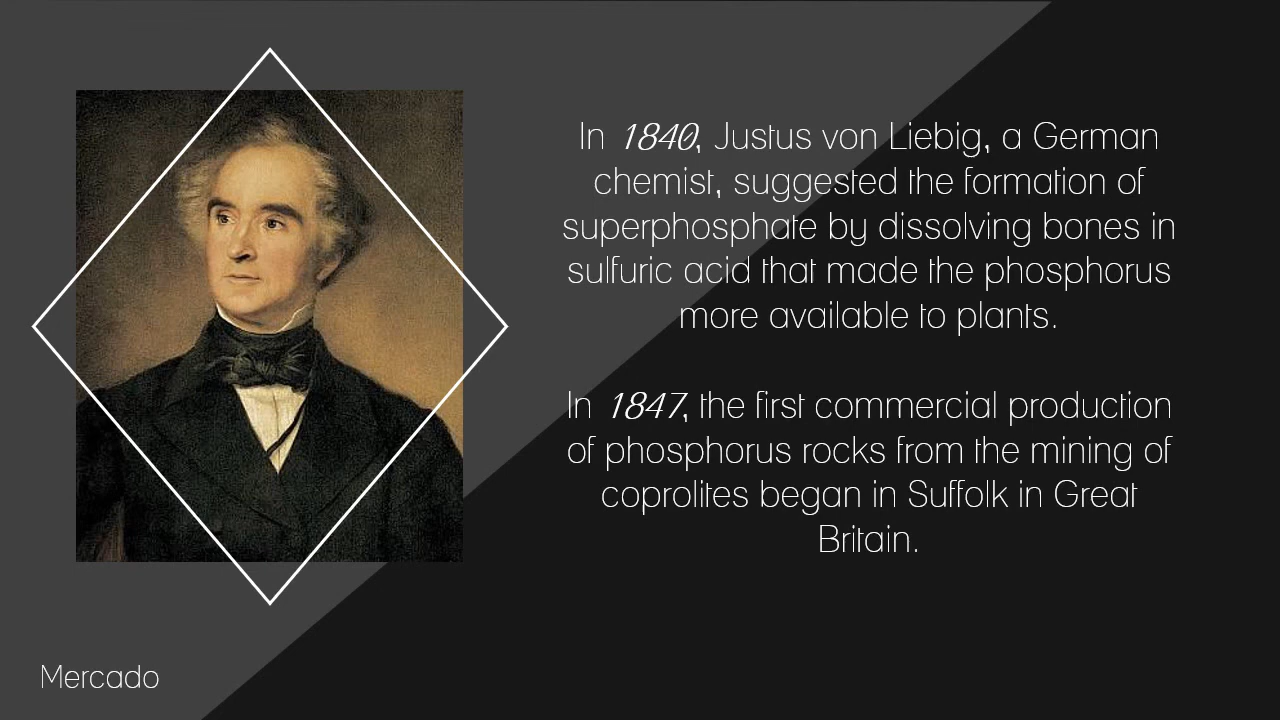 In 1840, Justus von Liebig, a German
chemist, suggested the formation of
superphosphate by dissolving bones in
sulfuric acid that made the phosphorus
more available to plants.
In 1847, the first commercial production
of phosphorus rocks from the mining of
coprolites began in Suffolk in Great
Britain.
Mercado